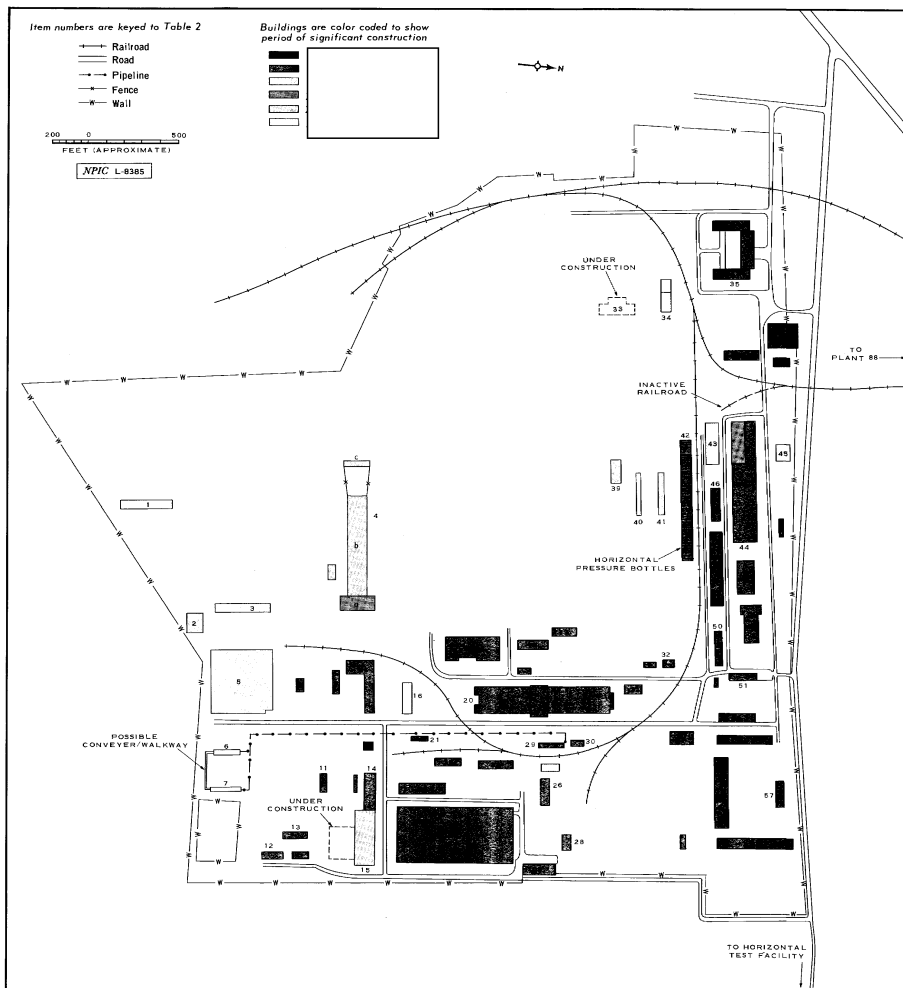 Item numbers are keyed to Table 2
Railroad
Road
Pipeline
Fence
W W Wall
200 0 500
FEET (APPROXIMATE)
NPIC L-8385
Buildings are color coded to show
period of significant construction
N
UNDER
CONSTRUCTION
33
34
35
TO
PLANT 88
INACTIVE
RAILROAD
42
43
45
C
4
39
46
1
40
41
b
44
HORIZONTAL
PRESSURE BOTTLES
a
3
2
50
32
5
51
16
20
POSSIBLE
CONVEYER/WALKWAY
21
29
30
6
7
11
14
26
57
UNDER
CONSTRUCTION
13
12
28
15
TO HORIZONTAL
TEST FACILITY